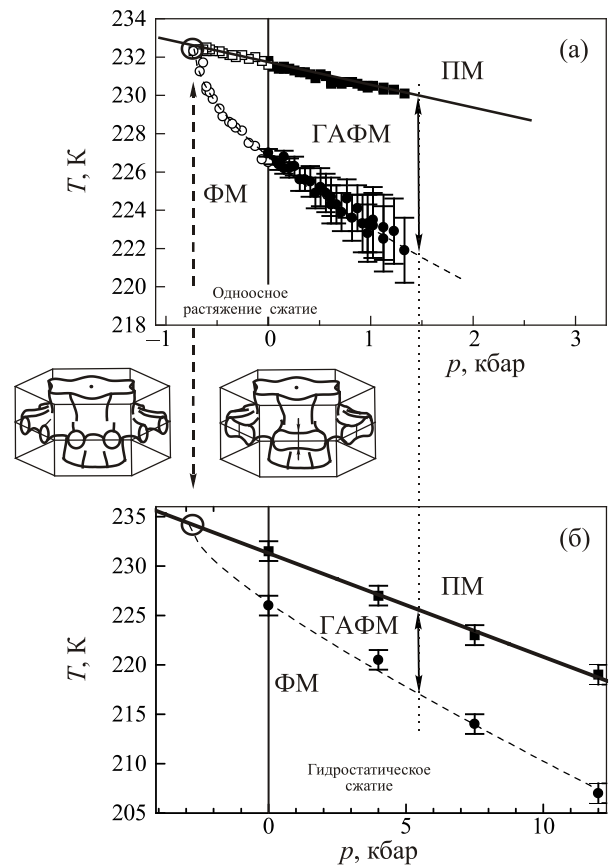 234
232
230
228
226
224
222
220
218
T, К
(а)
ПМ
ГАФМ
ФМ
Одноосное
растяжение сжатие
–1 0 1 2 3
p, кбар
235
230
225
220
215
210
205
T, К
(б)
ПМ
ГАФМ
ФМ
Гидростатическое
сжатие
0 5 10
p, кбар